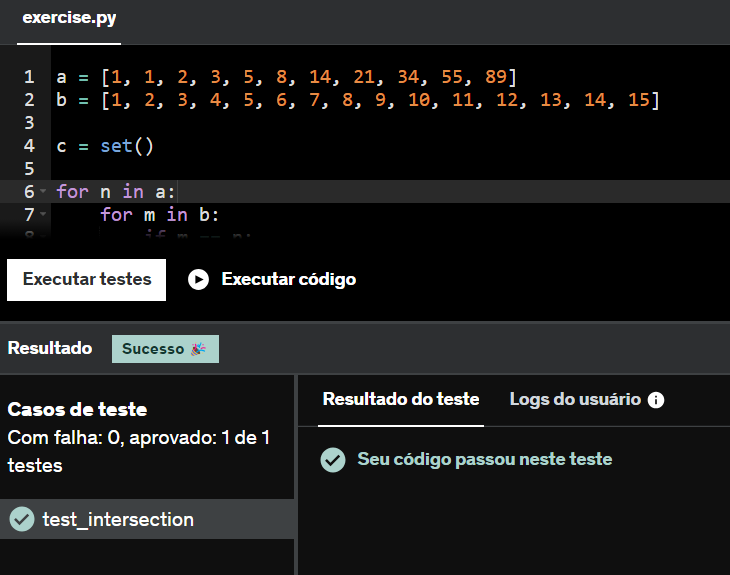 exercise.py
1 a = [1, 1, 2, 3, 5, 8, 14, 21, 34, 55, 89]
2 b = [1, 2, 3, 4, 5, 6, 7, 8, 9, 10, 11, 12, 13, 14, 15]
3
4 c = set()
5
6 for n in a:
7 for m in b:
8 if m == n:
Executar testes Executar código
Resultado Sucesso 🎉
Casos de teste
Com falha: 0, aprovado: 1 de 1
testes
test_intersection
Resultado do teste Logs do usuário
Seu código passou neste teste